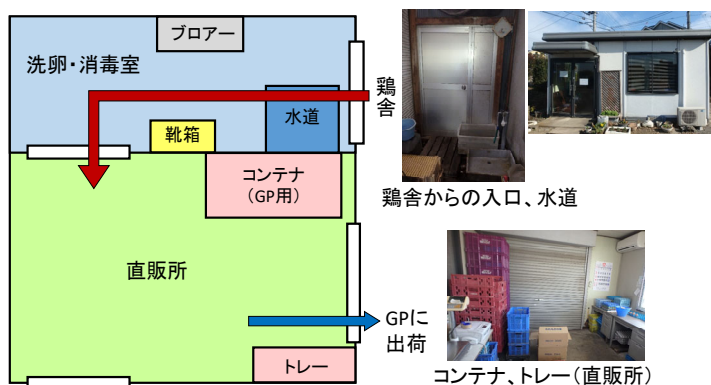 ブロアー
洗卵・消毒室
鶏
舎
水道
靴箱
コンテナ
（GP用）
鶏舎からの入口、水道
直販所
GPに
出荷
トレー
コンテナ、トレー（直販所）